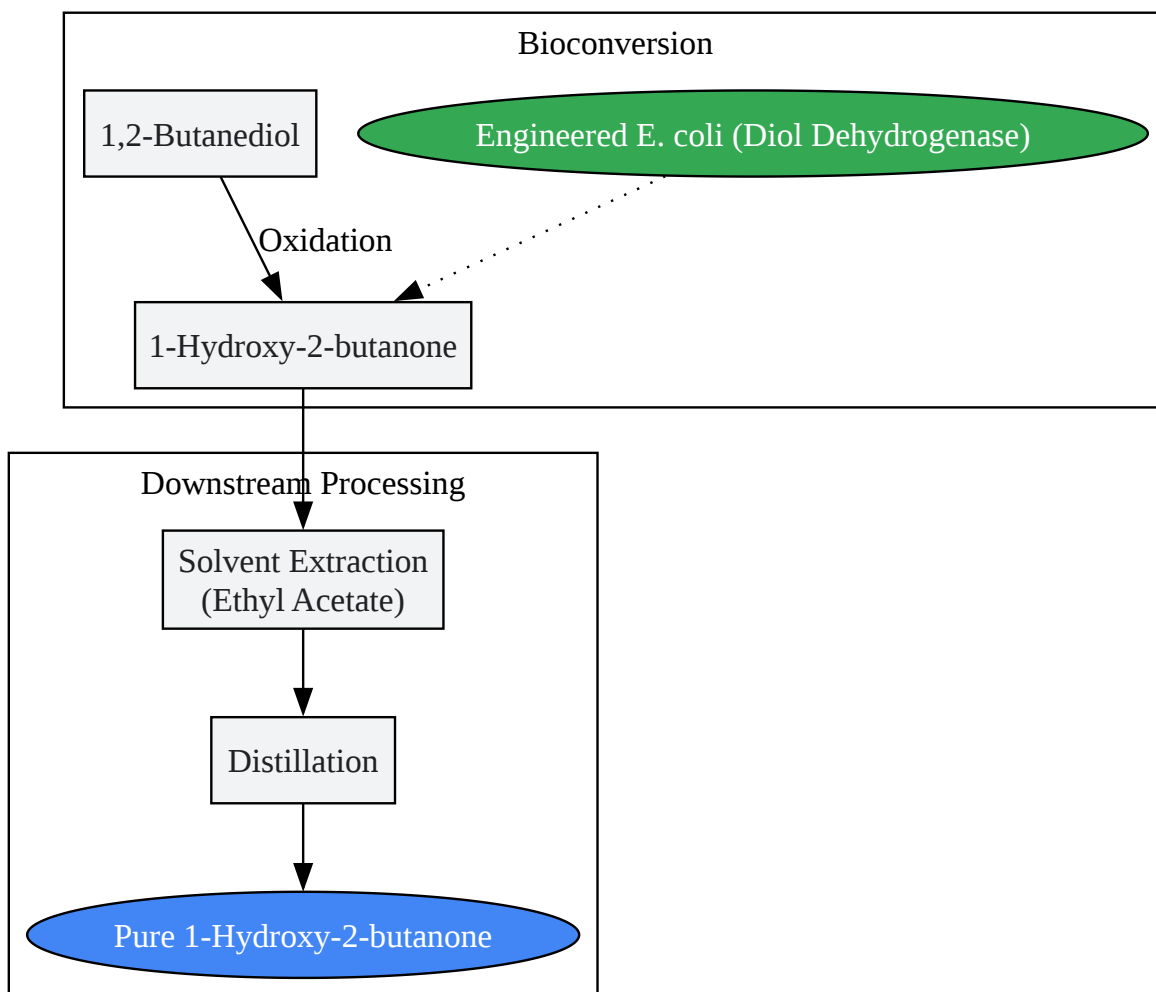 Bioconversion
1,2-Butanediol
Engineered E. coli (Diol Dehydrogenase)
Oxidation
1-Hydroxy-2-butanone
Downstream Processing
Solvent Extraction
(Ethyl Acetate)
Distillation
Pure 1-Hydroxy-2-butanone